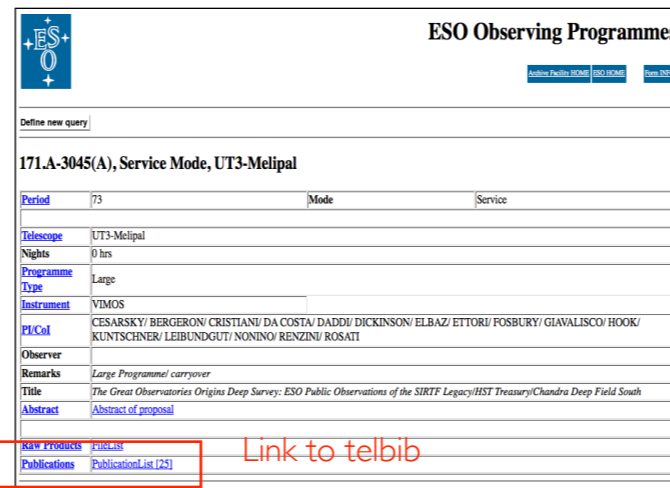 +ES+
O
ESO Observing Programmes
Archive Facility HOME ESO HOME Form INF
Define new query
171.A-3045(A), Service Mode, UT3-Melipal
Period 73 Mode Service
Telescope UT3-Melipal
Nights 0 hrs
Programme
Type Large
Instrument VIMOS
PI/CoI CESARSKY/ BERGERON/ CRISTIANI/ DA COSTA/ DADDI/ DICKINSON/ ELBAZ/ ETTORI/ FOSBURY/ GIAVALISCO/ HOOK/
KUNTSCHNER/ LEIBUNDGUT/ NONINO/ RENZINI/ ROSATI
Observer
Remarks Large Programme/ carryover
Title The Great Observatories Origins Deep Survey: ESO Public Observations of the SIRTF Legacy/HST Treasury/Chandra Deep Field South
Abstract Abstract of proposal
Raw Products FileList
Publications PublicationList [25]
Link to telbib